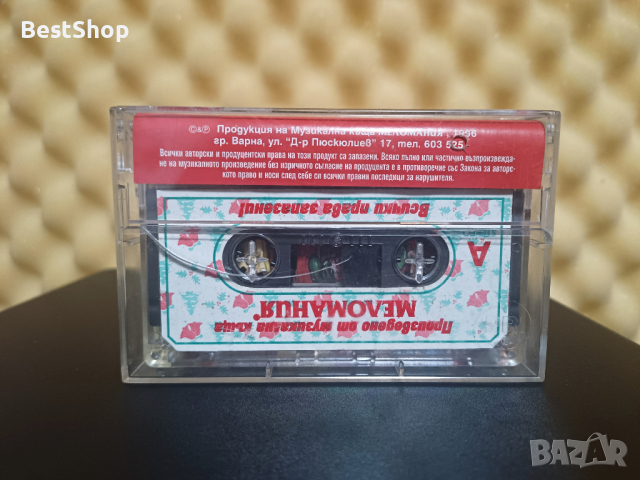 BestShop
©&℗ Продукция на Музикална къща "МЕЛОМАНИЯ", 1998
гр. Варна, ул. "Д-р Пюскюлиев" 17, тел. 603 525
Всички авторски и продуцентски права на този продукт са запазени. Всяко пълно или частично възпроизвежда-
не на музикалното произведение без изричното съгласие на продуцента е в противоречие със Закона за авторс-
кото право и носи след себе си всички правни последици за нарушителя.
Всички права запазени!
A
МЕЛОМАНИЯ®
Произведено от музикална къща
BAZAR